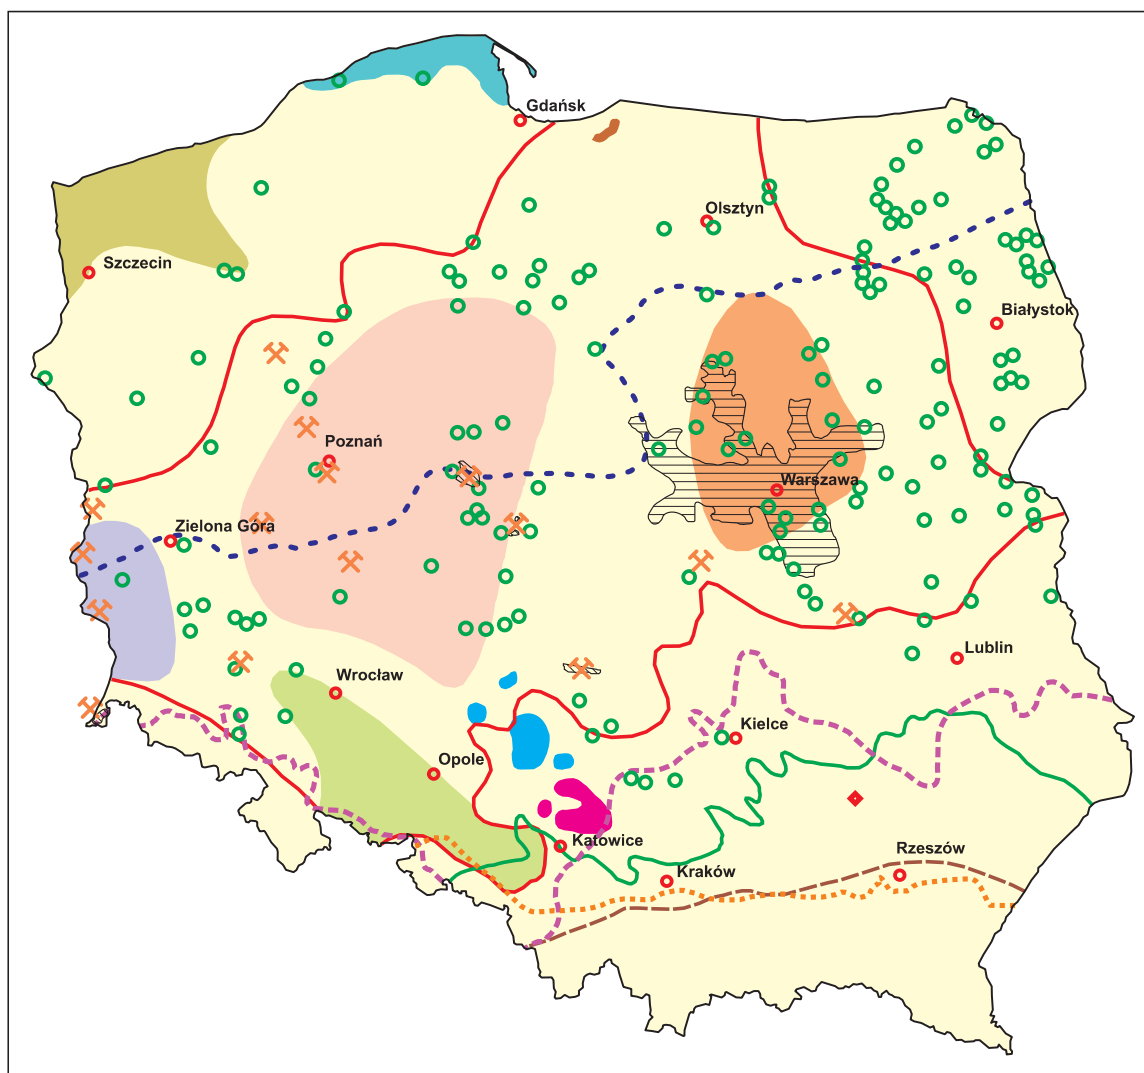 Gdańsk
Olsztyn
Szczecin
Białystok
Poznań
Warszawa
Zielona Góra
Lublin
Wrocław
Kielce
Opole
Katowice
Rzeszów
Kraków